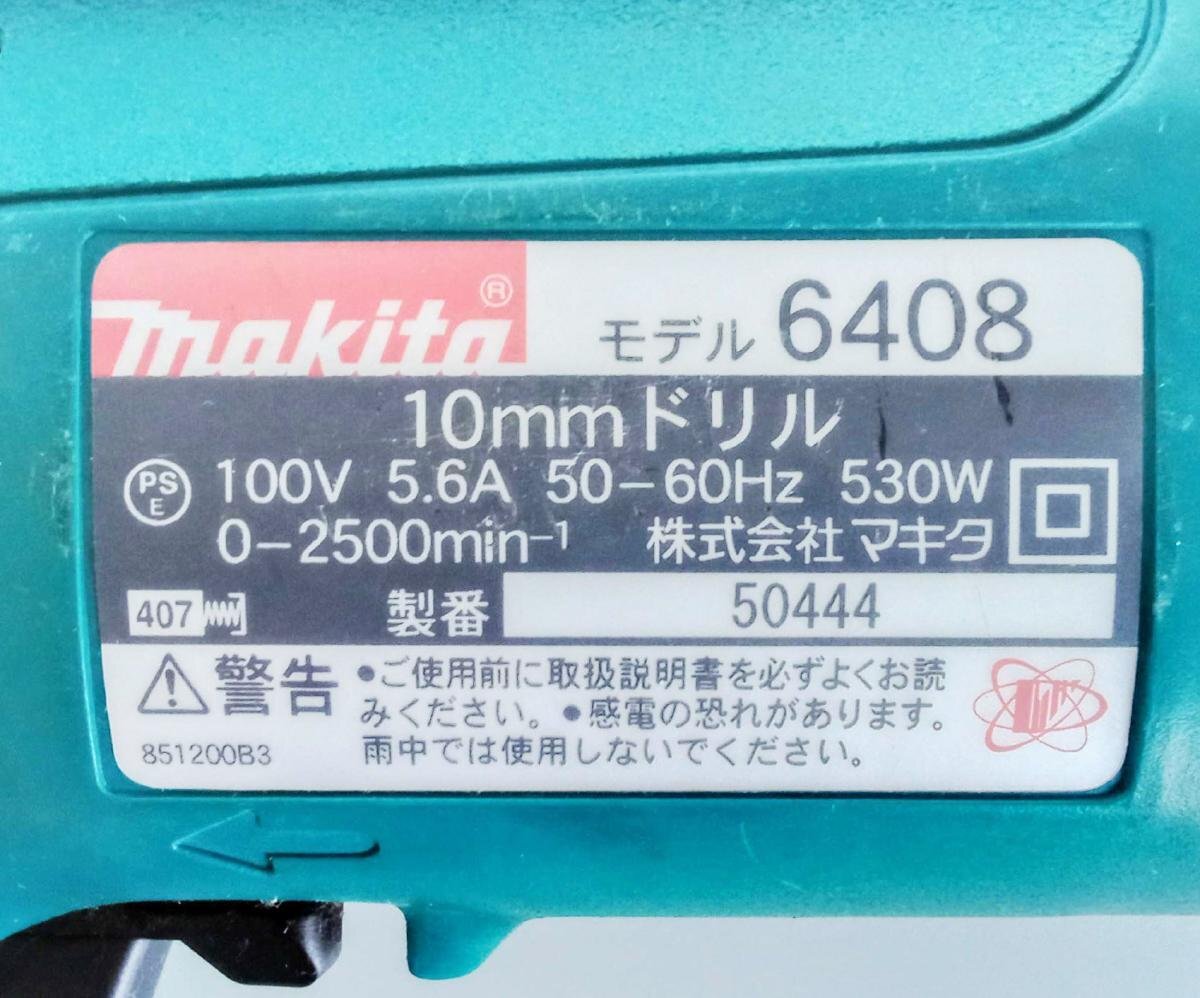 makita®
モデル 6408
10mmドリル
PSE 100V 5.6A 50-60Hz 530W
0-2500min-1 株式会社マキタ
407 製番 50444
警告 ●ご使用前に取扱説明書を必ずよくお読
みください。●感電の恐れがあります。
851200B3 雨中では使用しないでください。